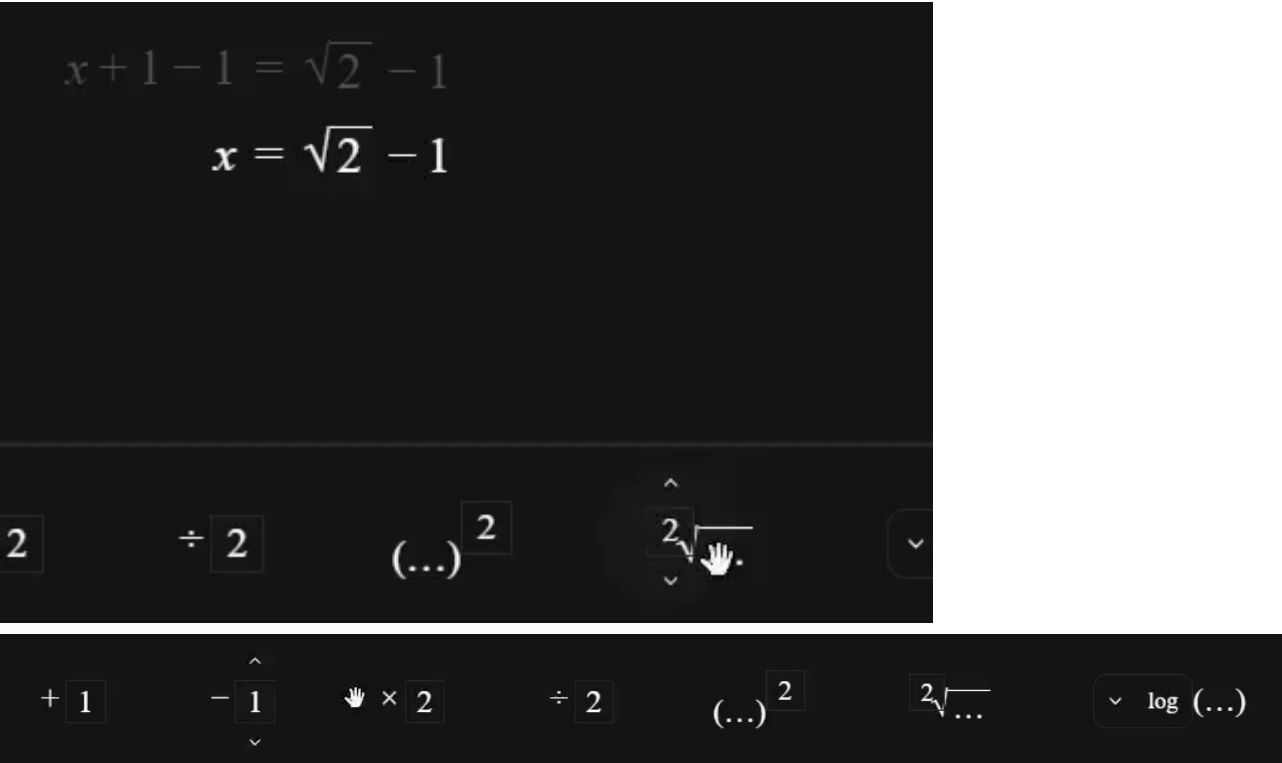 x + 1 − 1 = √2 − 1
x = √2 − 1
2 ÷ 2 (...)² ²√...
+ 1 − 1 × 2 ÷ 2 (...)² ²√... log (...)